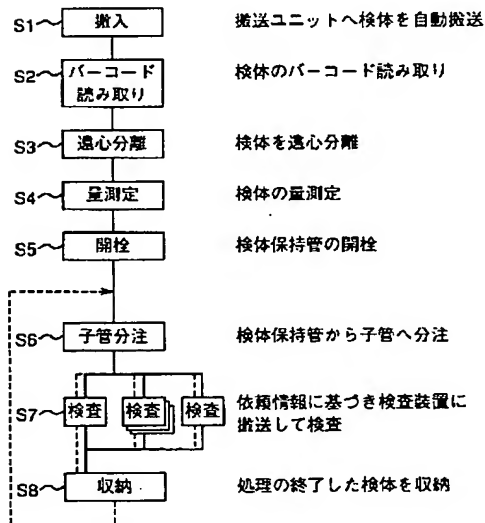 S1 搬入 搬送ユニットへ検体を自動搬送
S2 バーコード 検体のバーコード読み取り
読み取り
S3 遠心分離 検体を遠心分離
S4 量測定 検体の量測定
S5 開栓 検体保持管の開栓
S6 子管分注 検体保持管から子管へ分注
S7 検査 検査 検査 依頼情報に基づき検査装置に
搬送して検査
S8 収納 処理の終了した検体を収納